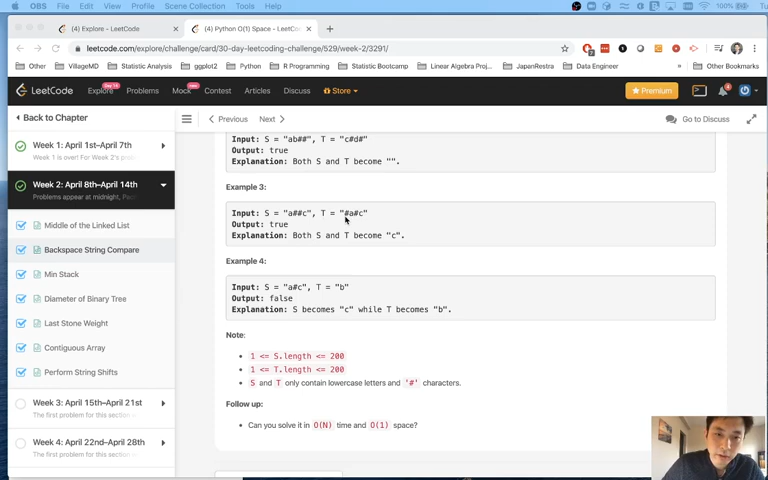 OBS File Edit View Profile Scene Collection Tools Help 100%
(4) Explore - LeetCode
(4) Python O(1) Space - LeetC
leetcode.com/explore/challenge/card/30-day-leetcoding-challenge/529/week-2/3291/
Other VillageMD Statistic Analysis ggplot2 Python R Programming Statistic Bootcamp Linear Algebra Proj... JapanRestra Data Engineer » Other Bookmarks
LeetCode Explore Problems Mock Contest Articles Discuss Store Premium
Back to Chapter
Previous Next Go to Discuss
Week 1: April 1st–April 7th
Week 1 is over! For Week 2's
Week 2: April 8th–April 14th
Problems appear at midnight,
Middle of the Linked List
Backspace String Compare
Min Stack
Diameter of Binary Tree
Last Stone Weight
Contiguous Array
Perform String Shifts
Week 3: April 15th–April 21st
The first problem for this section
Week 4: April 22nd–April 28th
The first problem for this section
Input: S = "ab##", T = "c#d#"
Output: true
Explanation: Both S and T become "".
Example 3:
Input: S = "a##c", T = "#a#c"
Output: true
Explanation: Both S and T become "c".
Example 4:
Input: S = "a#c", T = "b"
Output: false
Explanation: S becomes "c" while T becomes "b".
Note:
1 <= S.length <= 200
1 <= T.length <= 200
S and T only contain lowercase letters and '#' characters.
Follow up:
Can you solve it in O(N) time and O(1) space?